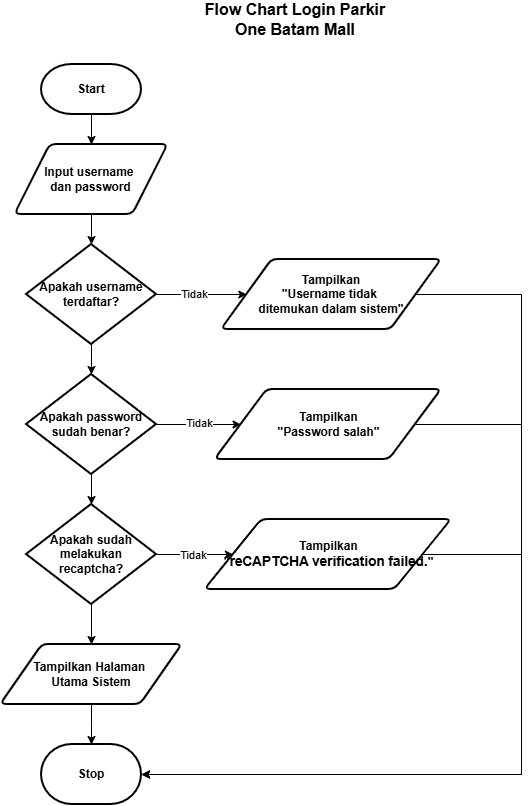 Flow Chart Login Parkir
One Batam Mall
Start
Input username
dan password
Apakah username
terdaftar?
Tidak
Tampilkan
"Username tidak
ditemukan dalam sistem"
Apakah password
sudah benar?
Tidak
Tampilkan
"Password salah"
Apakah sudah
melakukan
recaptcha?
Tidak
Tampilkan
"reCAPTCHA verification failed."
Tampilkan Halaman
Utama Sistem
Stop